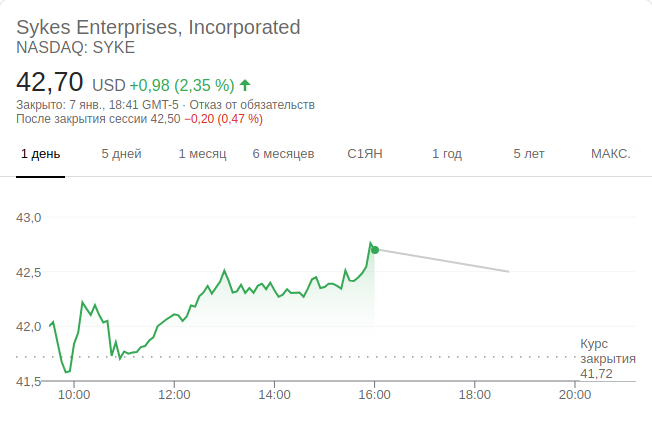 Sykes Enterprises, Incorporated
NASDAQ: SYKE
42,70 USD +0,98 (2,35 %)
Закрыто: 7 янв., 18:41 GMT-5 · Отказ от обязательств
После закрытия сессии 42,50 −0,20 (0,47 %)
1 день 5 дней 1 месяц 6 месяцев С1ЯН 1 год 5 лет МАКС.
43,0
42,5
42,0
Курс
закрытия
41,72
41,5
10:00 12:00 14:00 16:00 18:00 20:00